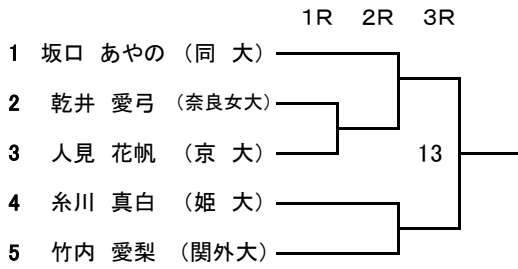 1R 2R 3R
1 坂口 あやの （同 大）
2 乾井 愛弓 （奈良女大）
3 人見 花帆 （京 大） 13
4 糸川 真白 （姫 大）
5 竹内 愛梨 （関外大）